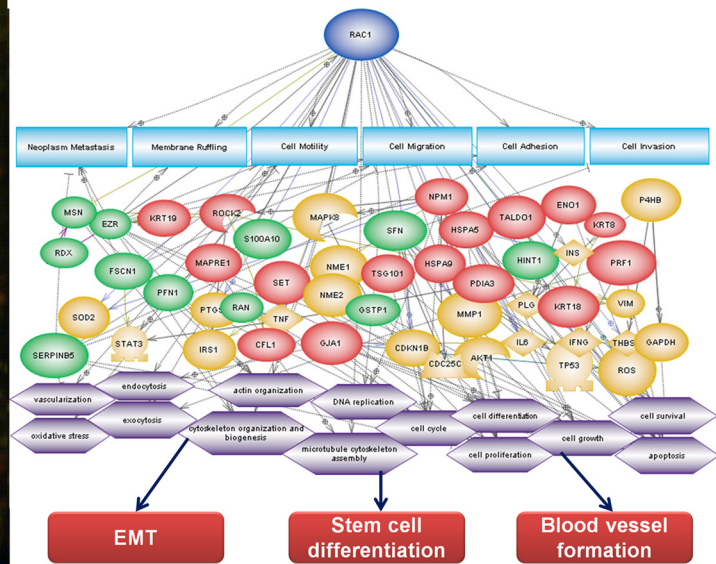 RAC1
Neoplasm Metastasis
Membrane Ruffling
Cell Motility
Cell Migration
Cell Adhesion
Cell Invasion
MSN
EZR
KRT19
ROCK2
MAPK8
NPM1
TALDO1
ENO1
P4HB
RDX
S100A10
SFN
HSPA5
KRT8
FSCN1
MAPRE1
SET
NME1
TSG101
HSPA9
HINT1
INS
PRF1
PFN1
NME2
PDIA3
SOD2
PTGS
RAN
TNF
GSTP1
MMP1
PLG
KRT18
VIM
STAT3
SERPINB5
IRS1
CFL1
GJA1
CDKN1B
CDC25C
AKT1
IL6
IFNG
TP53
THBS
ROS
GAPDH
vascularization
endocytosis
actin organization
DNA replication
cell differentiation
cell survival
oxidative stress
exocytosis
cytoskeleton organization and
biogenesis
microtubule cytoskeleton
assembly
cell cycle
cell proliferation
cell growth
apoptosis
EMT
Stem cell
differentiation
Blood vessel
formation